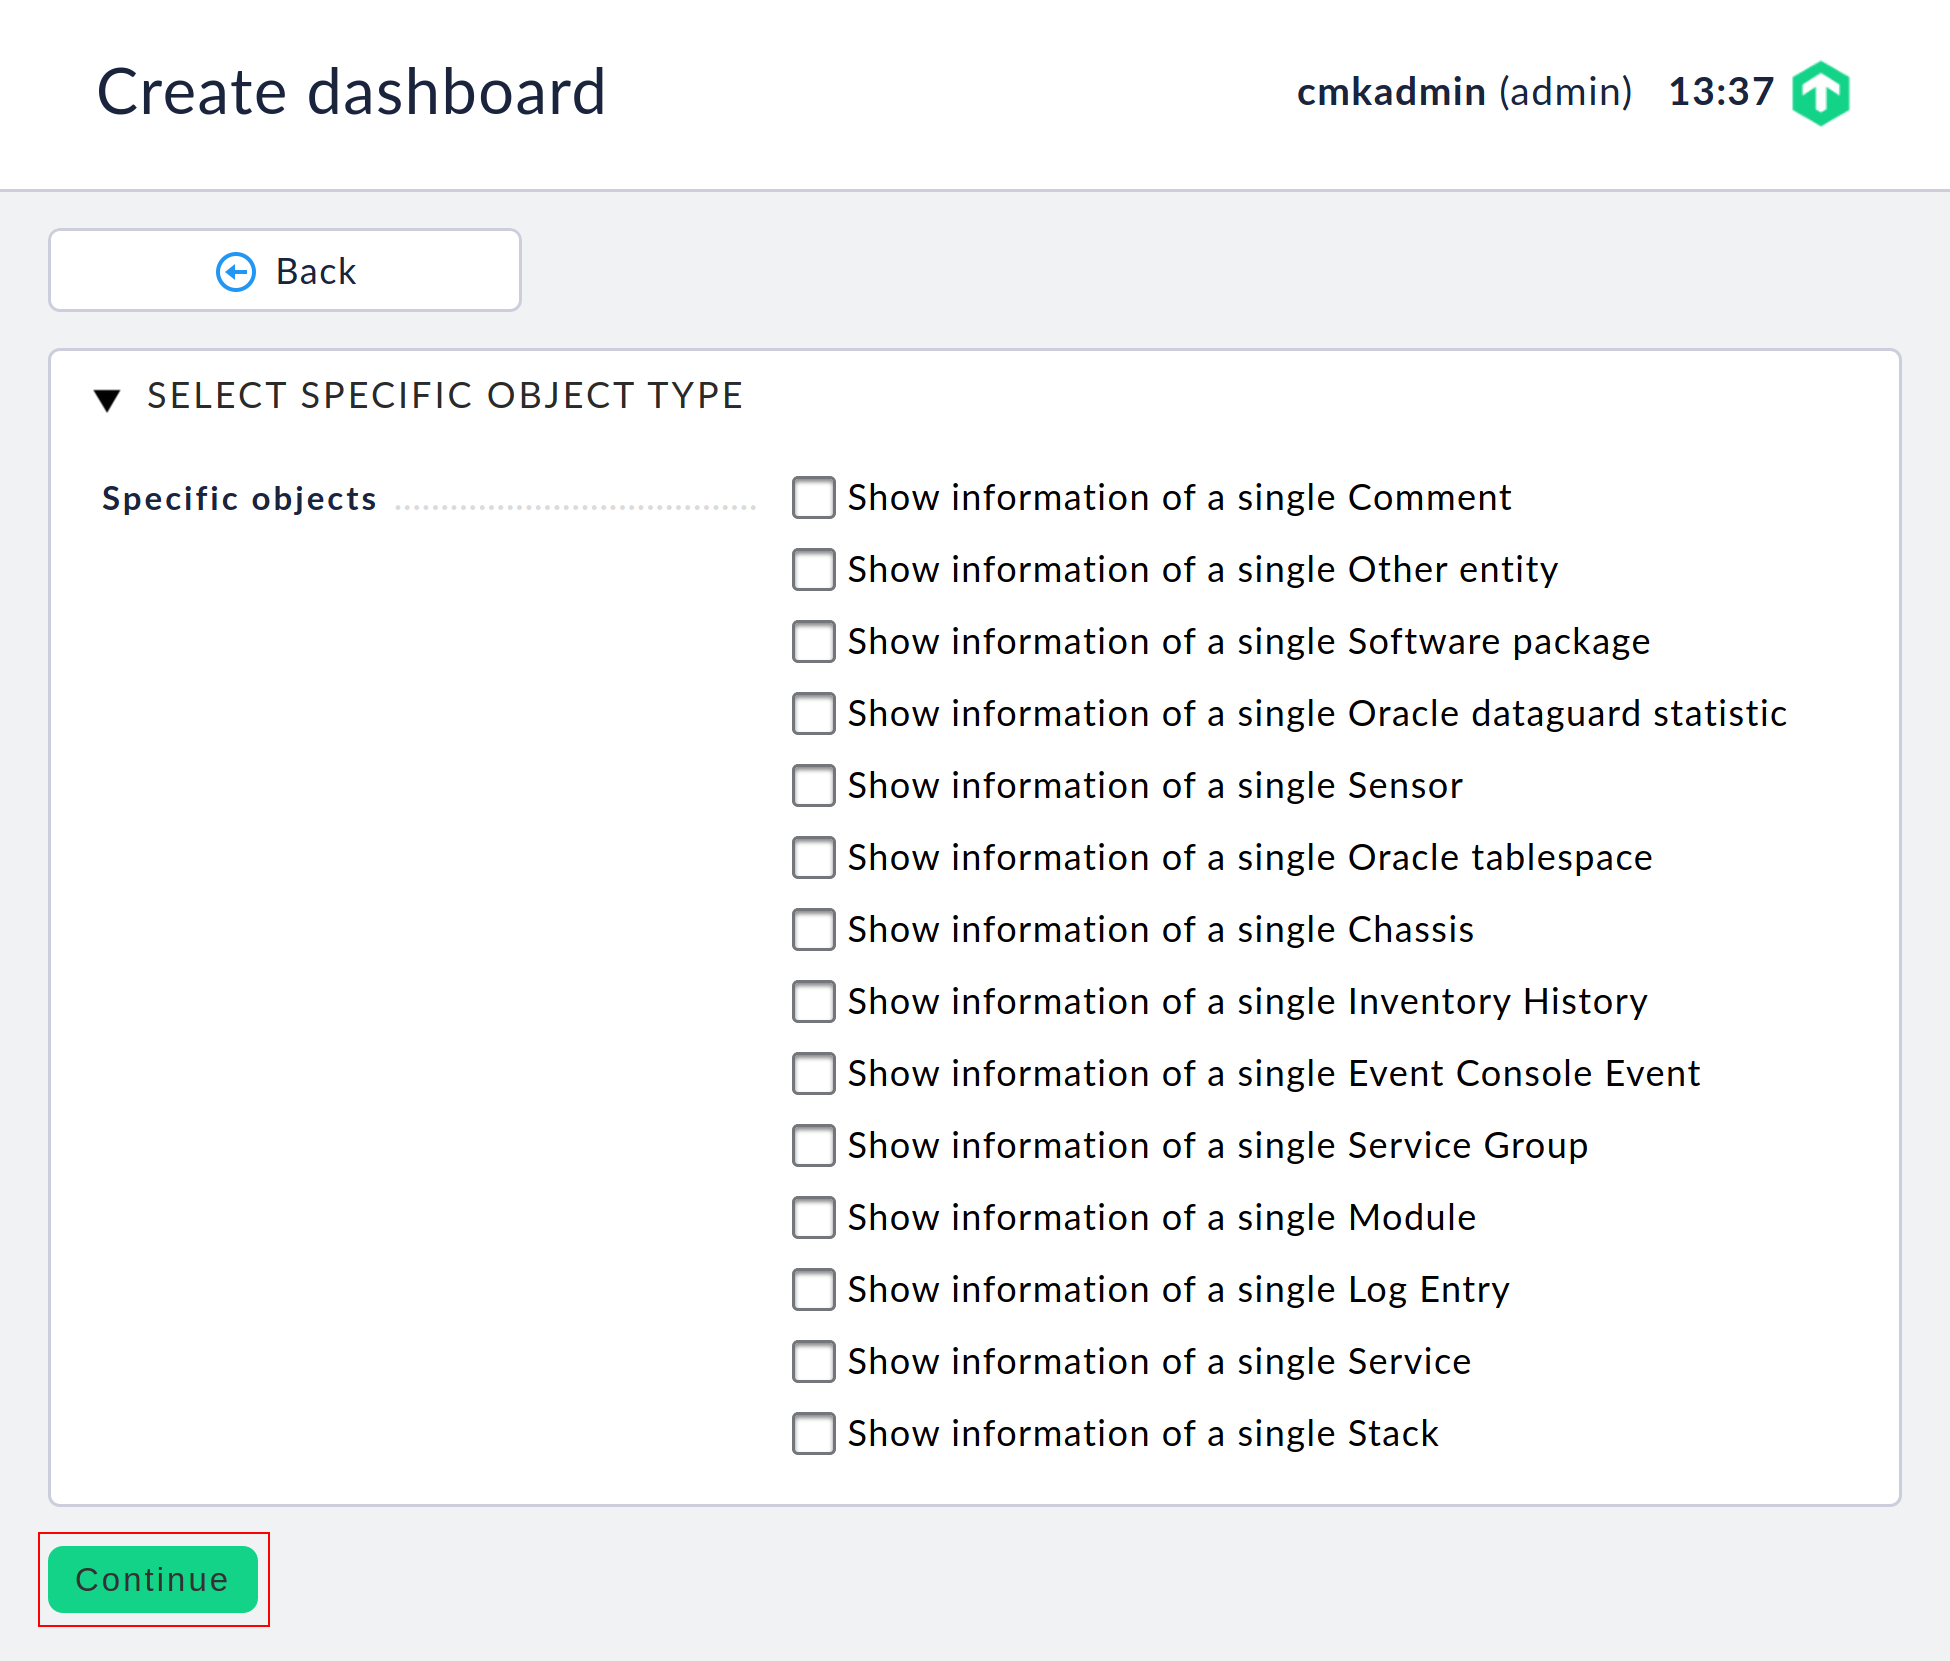 Create dashboard
cmkadmin (admin) 13:37
Back
SELECT SPECIFIC OBJECT TYPE
Specific objects
Show information of a single Comment
Show information of a single Other entity
Show information of a single Software package
Show information of a single Oracle dataguard statistic
Show information of a single Sensor
Show information of a single Oracle tablespace
Show information of a single Chassis
Show information of a single Inventory History
Show information of a single Event Console Event
Show information of a single Service Group
Show information of a single Module
Show information of a single Log Entry
Show information of a single Service
Show information of a single Stack
Continue